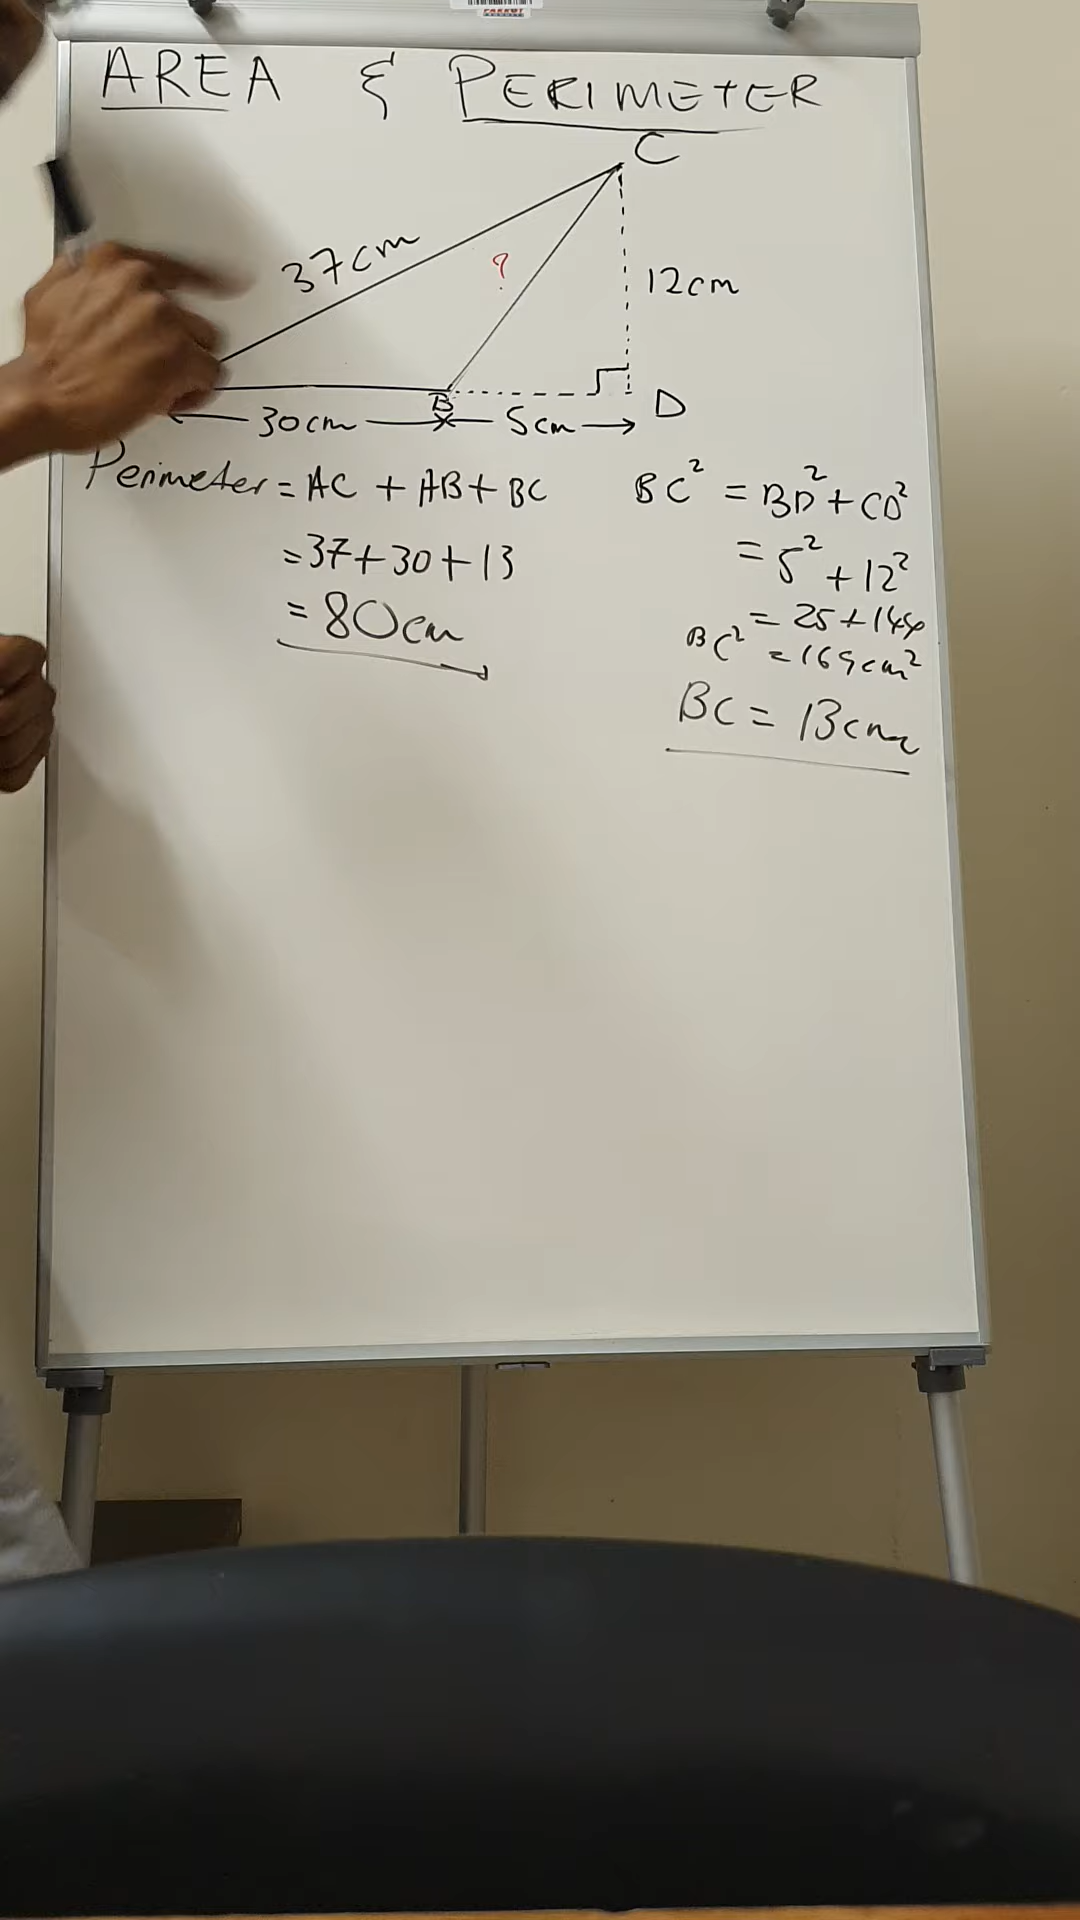 PARROT
AREA & PERIMETER
C
37cm
?
12cm
B
D
30cm
5cm
Perimeter = AC + AB + BC
= 37 + 30 + 13
= 80cm
BC² = BD² + CD²
= 5² + 12²
= 25 + 144
BC² = 169cm²
BC = 13cm